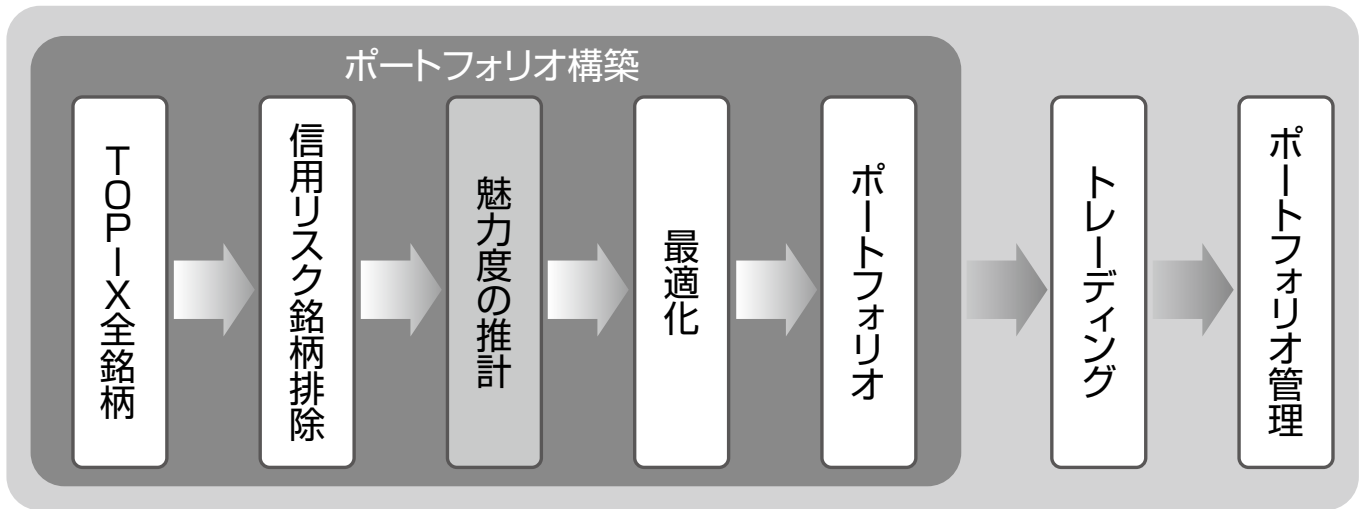 ポートフォリオ構築
TOPIX全銘柄
信用リスク銘柄排除
魅力度の推計
最適化
ポートフォリオ
トレーディング
ポートフォリオ管理